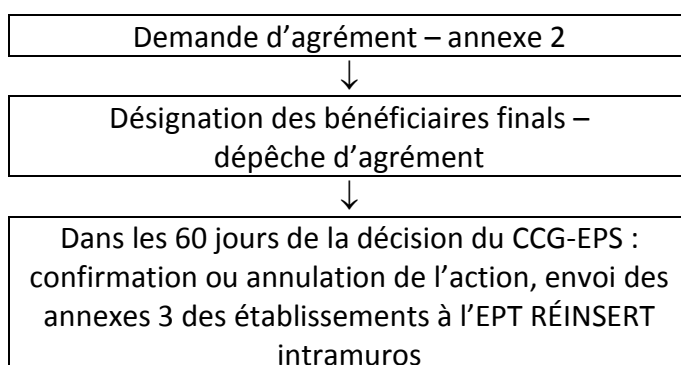 Demande d’agrément – annexe 2
↓
Désignation des bénéficiaires finals –
dépêche d’agrément
↓
Dans les 60 jours de la décision du CCG-EPS :
confirmation ou annulation de l’action, envoi des
annexes 3 des établissements à l’EPT RÉINSERT
intramuros